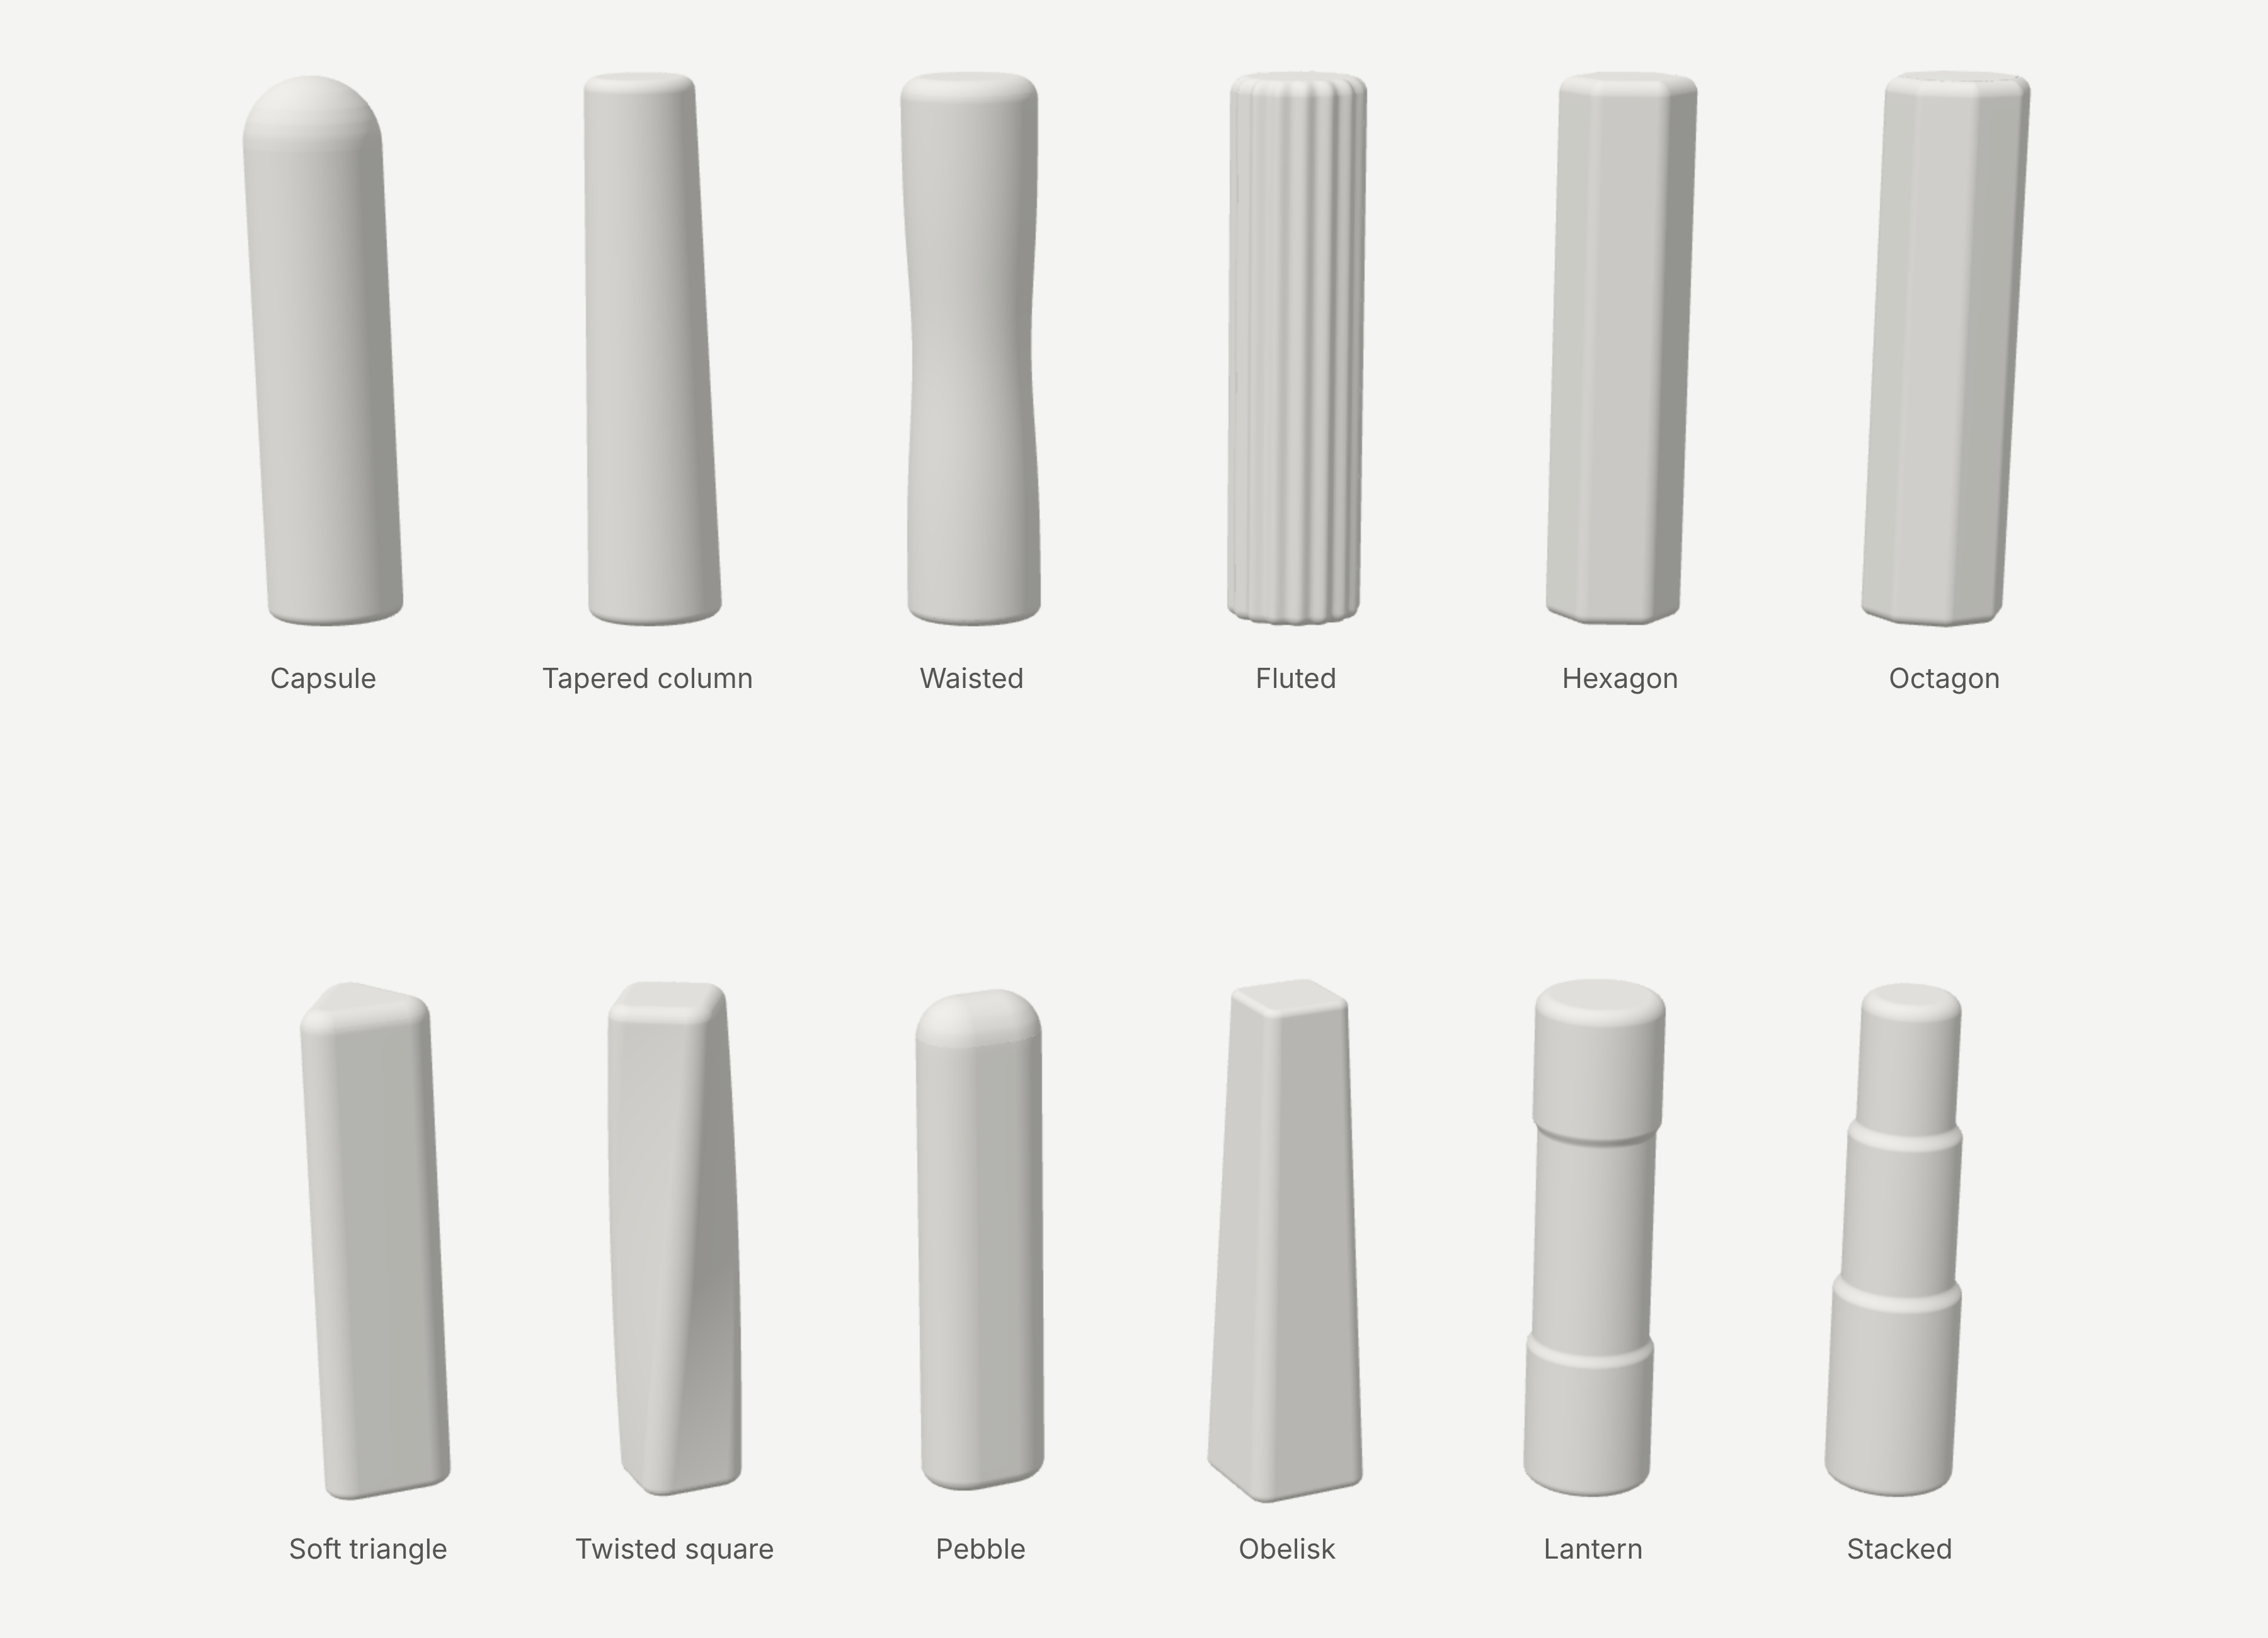 Capsule
Tapered column
Waisted
Fluted
Hexagon
Octagon
Soft triangle
Twisted square
Pebble
Obelisk
Lantern
Stacked